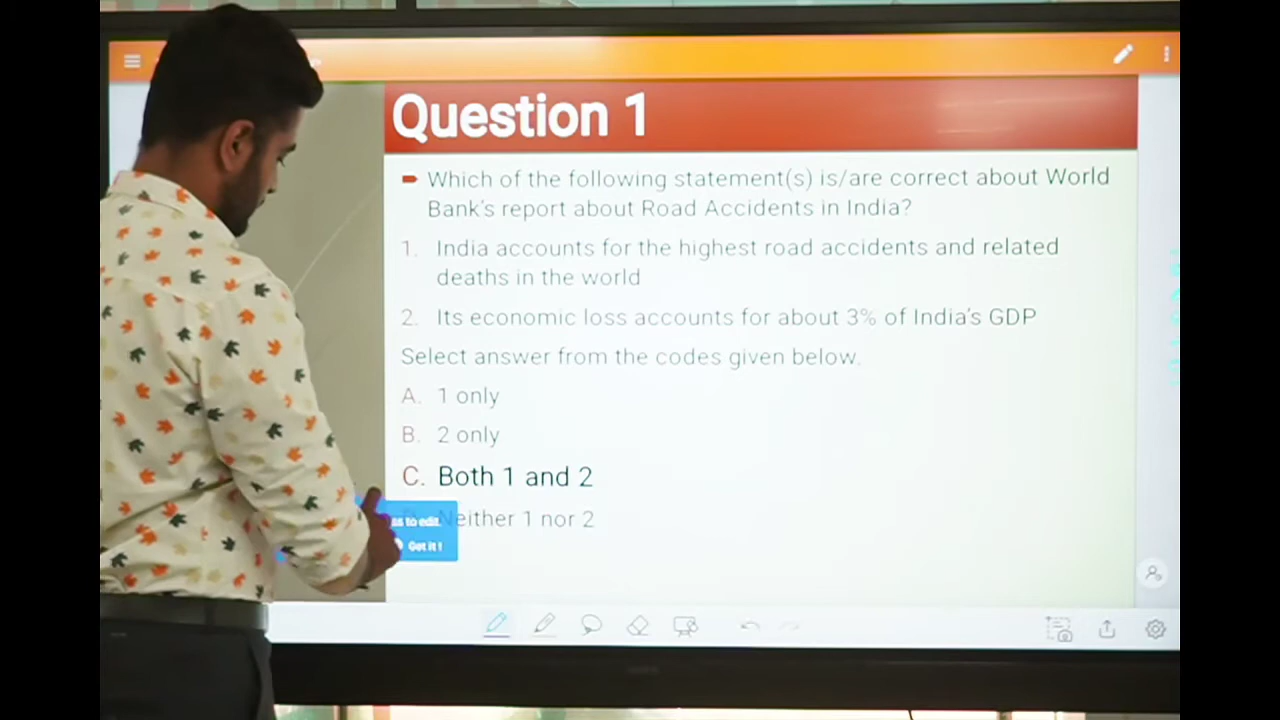 Question 1
Which of the following statement(s) is/are correct about World
Bank's report about Road Accidents in India?
1. India accounts for the highest road accidents and related
deaths in the world
2. Its economic loss accounts for about 3% of India's GDP
Select answer from the codes given below.
A. 1 only
B. 2 only
C. Both 1 and 2
Neither 1 nor 2
to edit.
Got it !